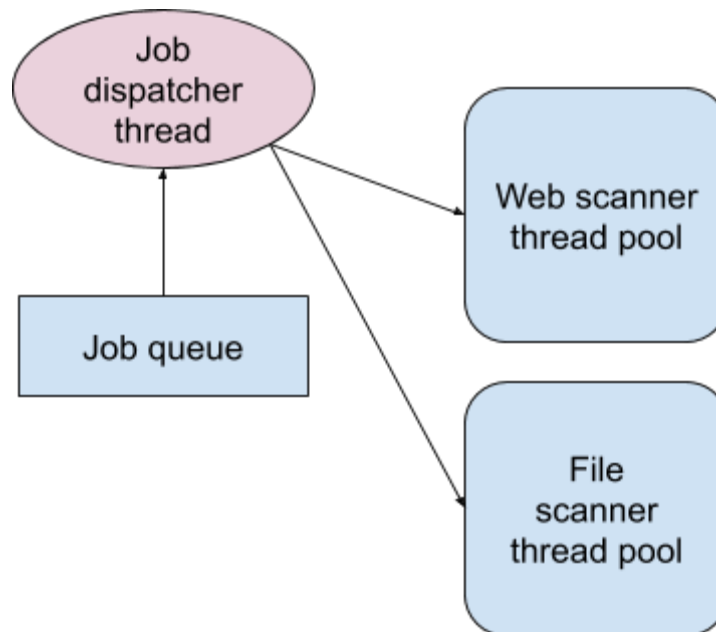 Job
dispatcher
thread
Web scanner
thread pool
Job queue
File
scanner
thread pool